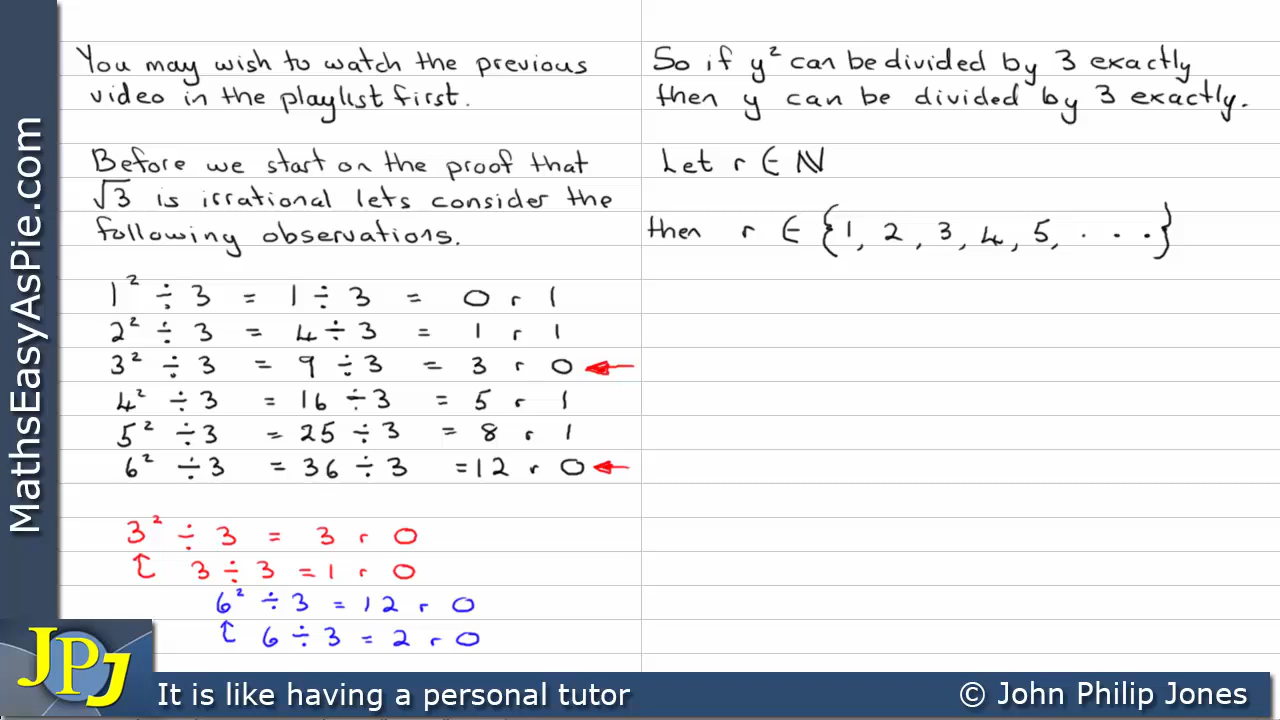 MathsEasyAsPie.com
You may wish to watch the previous
video in the playlist first.
Before we start on the proof that
√3 is irrational lets consider the
following observations.
1² ÷ 3 = 1 ÷ 3 = 0 r 1
2² ÷ 3 = 4 ÷ 3 = 1 r 1
3² ÷ 3 = 9 ÷ 3 = 3 r 0 ←
4² ÷ 3 = 16 ÷ 3 = 5 r 1
5² ÷ 3 = 25 ÷ 3 = 8 r 1
6² ÷ 3 = 36 ÷ 3 = 12 r 0 ←
3² ÷ 3 = 3 r 0
3 ÷ 3 = 1 r 0
6² ÷ 3 = 12 r 0
6 ÷ 3 = 2 r 0
So if y² can be divided by 3 exactly
then y can be divided by 3 exactly.
Let r ∈ ℕ
then r ∈ {1, 2, 3, 4, 5, . . .}
JPJ
It is like having a personal tutor
© John Philip Jones